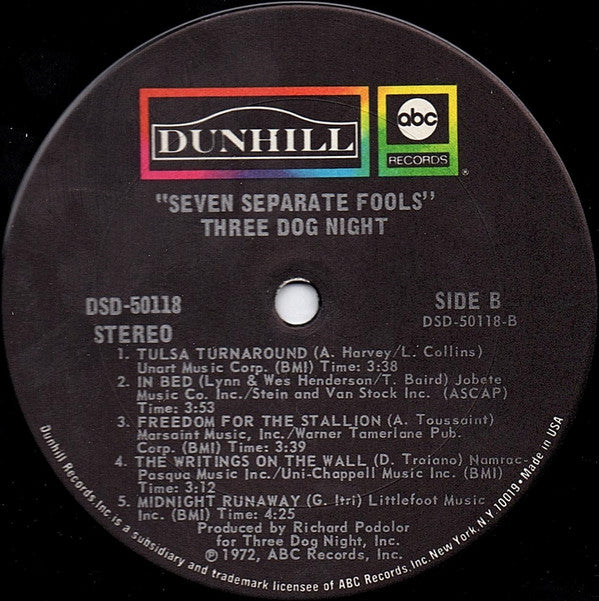 DUNHILL
abc
RECORDS
®
"SEVEN SEPARATE FOOLS"
THREE DOG NIGHT
DSD-50118
STEREO
SIDE B
DSD-50118-B
1. TULSA TURNAROUND (A. Harvey/L. Collins)
Unart Music Corp. (BMI) Time: 3:38
2. IN BED (Lynn & Wes Henderson/T. Baird) Jobete
Music Co. Inc./Stein and Van Stock Inc. (ASCAP)
Time: 3:53
3. FREEDOM FOR THE STALLION (A. Toussaint)
Marsaint Music, Inc./Warner Tamerlane Pub.
Corp. (BMI) Time: 3:39
4. THE WRITINGS ON THE WALL (D. Troiano) Namrac-
Pasqua Music Inc./Uni-Chappell Music Inc. (BMI)
Time: 3:12
5. MIDNIGHT RUNAWAY (G. Itri) Littlefoot Music
Inc. (BMI) Time: 4:25
Produced by Richard Podolor
for Three Dog Night, Inc.
℗1972, ABC Records, Inc.
Dunhill Records, Inc. is a subsidiary and trademark licensee of ABC Records, Inc. New York, N.Y. 10019 • Made in USA